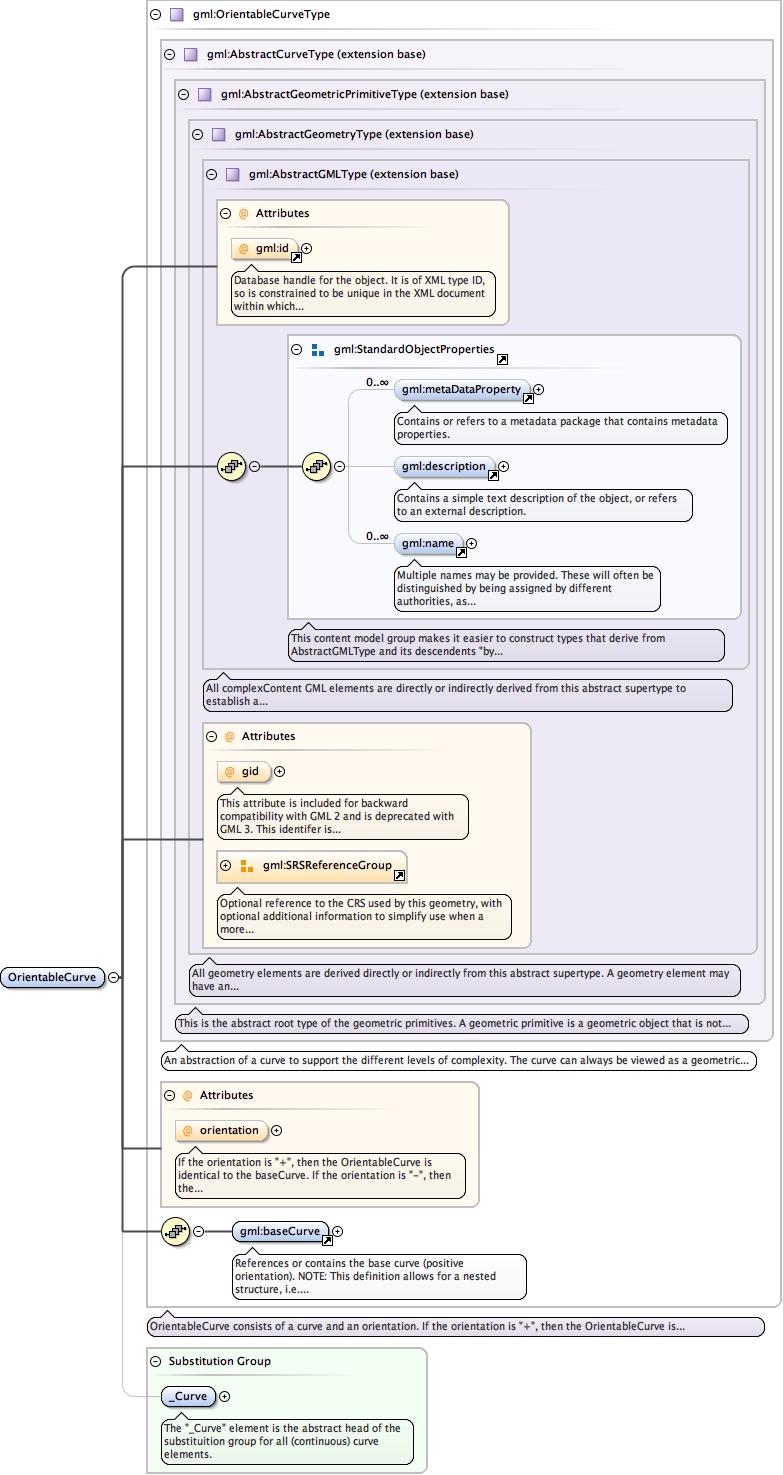 gml:OrientableCurveType
gml:AbstractCurveType (extension base)
gml:AbstractGeometricPrimitiveType (extension base)
gml:AbstractGeometryType (extension base)
gml:AbstractGMLType (extension base)
@ Attributes
@ gml:id
Database handle for the object. It is of XML type ID,
so is constrained to be unique in the XML document
within which...
gml:StandardObjectProperties
0..∞
gml:metaDataProperty
Contains or refers to a metadata package that contains metadata
properties.
gml:description
Contains a simple text description of the object, or refers
to an external description.
0..∞
gml:name
Multiple names may be provided. These will often be
distinguished by being assigned by different
authorities, as...
This content model group makes it easier to construct types that derive from
AbstractGMLType and its descendents "by...
All complexContent GML elements are directly or indirectly derived from this abstract supertype to
establish a...
@ Attributes
@ gid
This attribute is included for backward
compatibility with GML 2 and is deprecated with
GML 3. This identifer is...
gml:SRSReferenceGroup
Optional reference to the CRS used by this geometry, with
optional additional information to simplify use when a
more...
All geometry elements are derived directly or indirectly from this abstract supertype. A geometry element may
have an...
This is the abstract root type of the geometric primitives. A geometric primitive is a geometric object that is not...
An abstraction of a curve to support the different levels of complexity. The curve can always be viewed as a geometric...
OrientableCurve
@ Attributes
@ orientation
If the orientation is "+", then the OrientableCurve is
identical to the baseCurve. If the orientation is "-", then
the...
gml:baseCurve
References or contains the base curve (positive
orientation). NOTE: This definition allows for a nested
structure, i.e....
OrientableCurve consists of a curve and an orientation. If the orientation is "+", then the OrientableCurve is...
Substitution Group
_Curve
The "_Curve" element is the abstract head of the
substituition group for all (continuous) curve
elements.